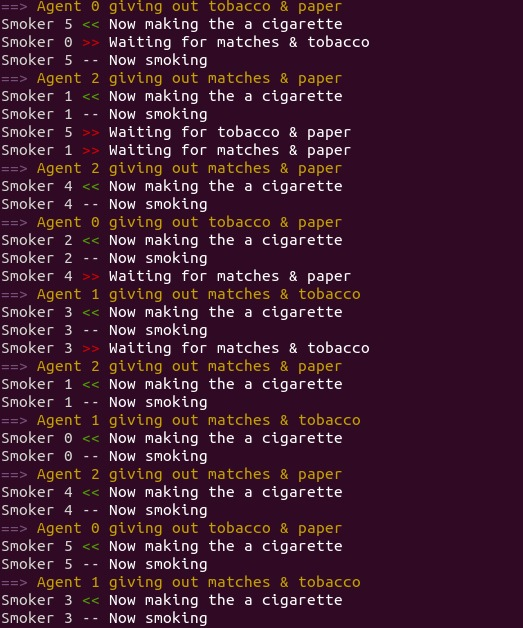 ==> Agent 0 giving out tobacco & paper
Smoker 5 << Now making the a cigarette
Smoker 0 >> Waiting for matches & tobacco
Smoker 5 -- Now smoking
==> Agent 2 giving out matches & paper
Smoker 1 << Now making the a cigarette
Smoker 1 -- Now smoking
Smoker 5 >> Waiting for tobacco & paper
Smoker 1 >> Waiting for matches & paper
==> Agent 2 giving out matches & paper
Smoker 4 << Now making the a cigarette
Smoker 4 -- Now smoking
==> Agent 0 giving out tobacco & paper
Smoker 2 << Now making the a cigarette
Smoker 2 -- Now smoking
Smoker 4 >> Waiting for matches & paper
==> Agent 1 giving out matches & tobacco
Smoker 3 << Now making the a cigarette
Smoker 3 -- Now smoking
Smoker 3 >> Waiting for matches & tobacco
==> Agent 2 giving out matches & paper
Smoker 1 << Now making the a cigarette
Smoker 1 -- Now smoking
==> Agent 1 giving out matches & tobacco
Smoker 0 << Now making the a cigarette
Smoker 0 -- Now smoking
==> Agent 2 giving out matches & paper
Smoker 4 << Now making the a cigarette
Smoker 4 -- Now smoking
==> Agent 0 giving out tobacco & paper
Smoker 5 << Now making the a cigarette
Smoker 5 -- Now smoking
==> Agent 1 giving out matches & tobacco
Smoker 3 << Now making the a cigarette
Smoker 3 -- Now smoking